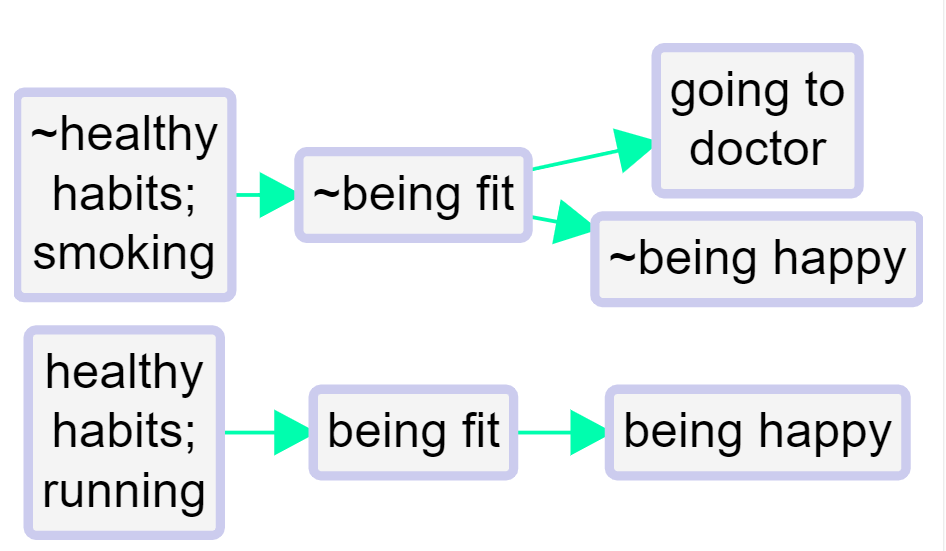 ~healthy
habits;
smoking
~being fit
going to
doctor
~being happy
healthy
habits;
running
being fit
being happy